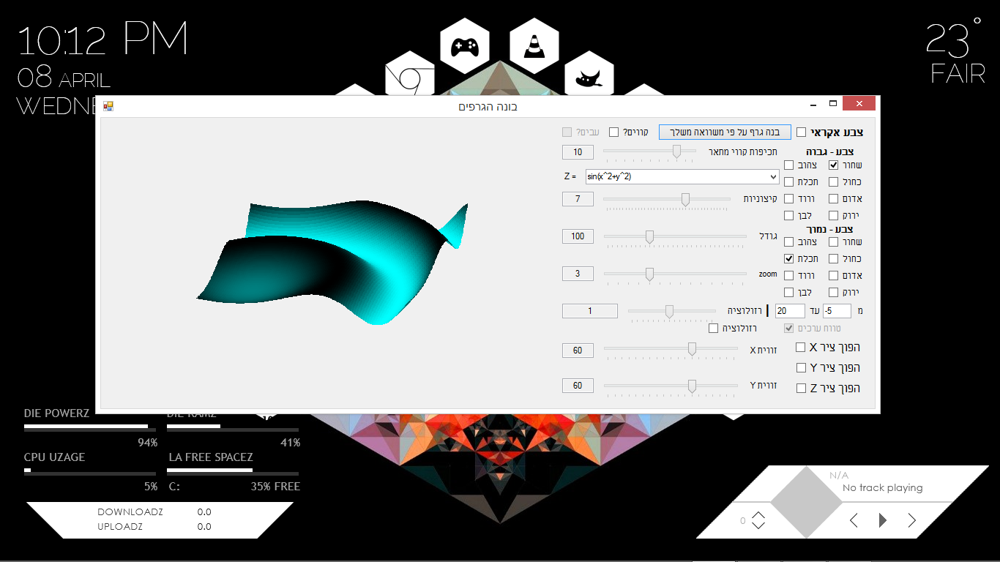 10:12 PM
08 APRIL
WEDNE
23°
FAIR
בונה הגרפים
צבע אקראי
בנה גרף על פי משוואה משלך
קווים?
עבים?
צבע - גבוה
תכיפות קווי מתאר
10
שחור
צהוב
Z =
sin(x^2+y^2)
כחול
תכלת
קיצוניות
7
אדום
ורוד
ירוק
לבן
צבע - נמוך
גודל
100
שחור
צהוב
כחול
תכלת
zoom
3
אדום
ורוד
ירוק
לבן
מ
-5
עד
20
רזולוציה
1
טווח ערכים
רזולוציה
הפוך ציר X
זווית X
60
הפוך ציר Y
זווית Y
60
הפוך ציר Z
DIE POWERZ
94%
DIE RAMZ
41%
CPU UZAGE
5%
LA FREE SPACEZ
C:
35% FREE
DOWNLOADZ
0.0
UPLOADZ
0.0
N/A
No track playing
0